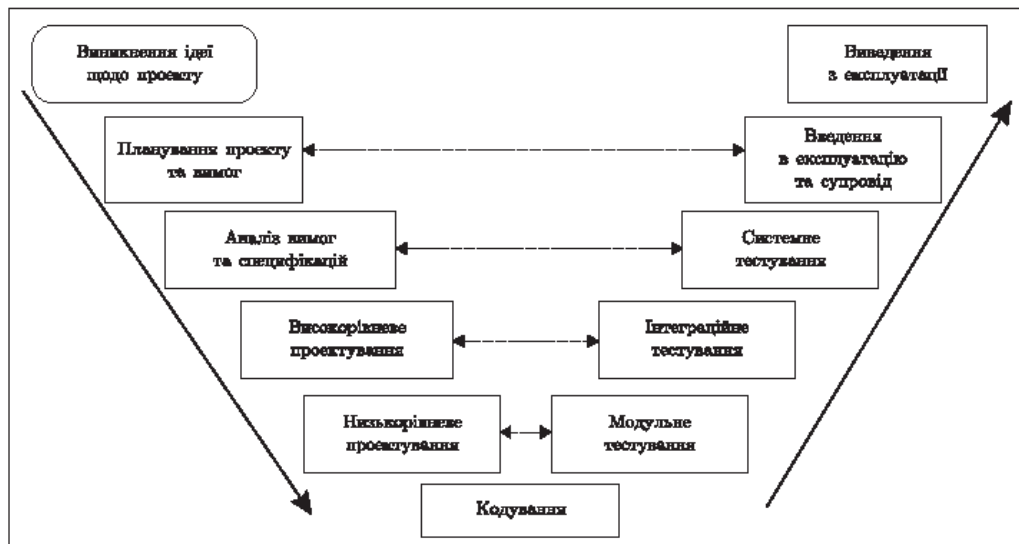 Виникнення ідеї
щодо проекту
Виведення
з експлуатації
Планування проекту
та вимог
Введення
в експлуатацію
та супровід
Аналіз вимог
та специфікацій
Системне
тестування
Високорівневе
проектування
Інтеграційне
тестування
Низькорівневе
проектування
Модульне
тестування
Кодування